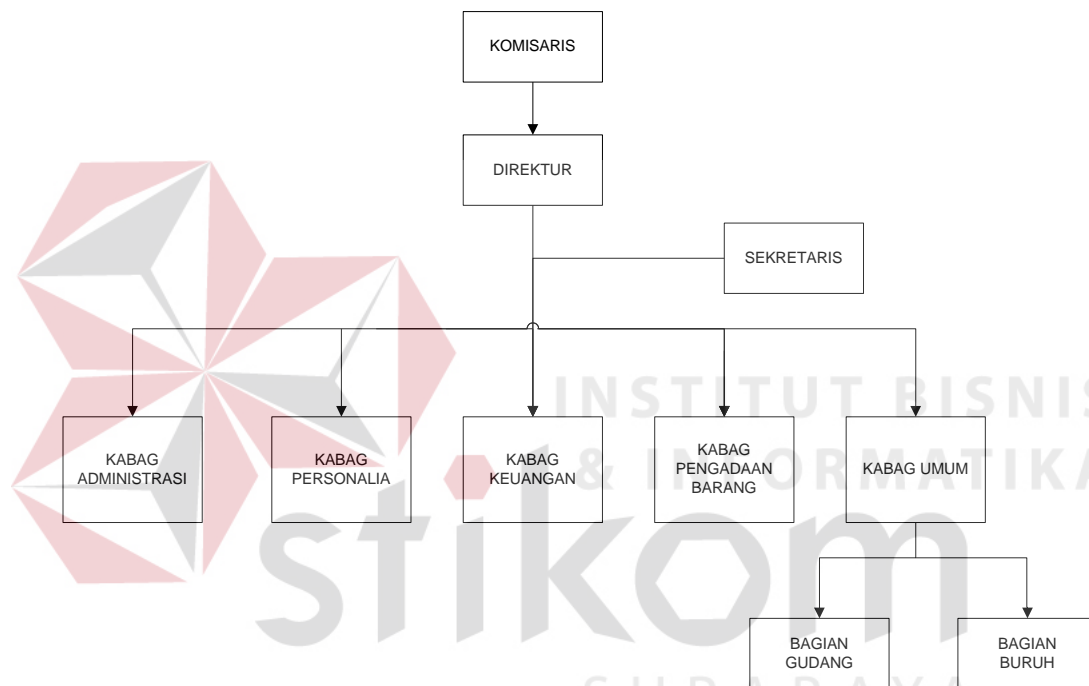 KOMISARIS
DIREKTUR
SEKRETARIS
KABAG
ADMINISTRASI
KABAG
PERSONALIA
KABAG
KEUANGAN
KABAG
PENGADAAN
BARANG
KABAG UMUM
BAGIAN
GUDANG
BAGIAN
BURUH
INSTITUT BISNIS
& INFORMATIKA
stikom
SURABAYA